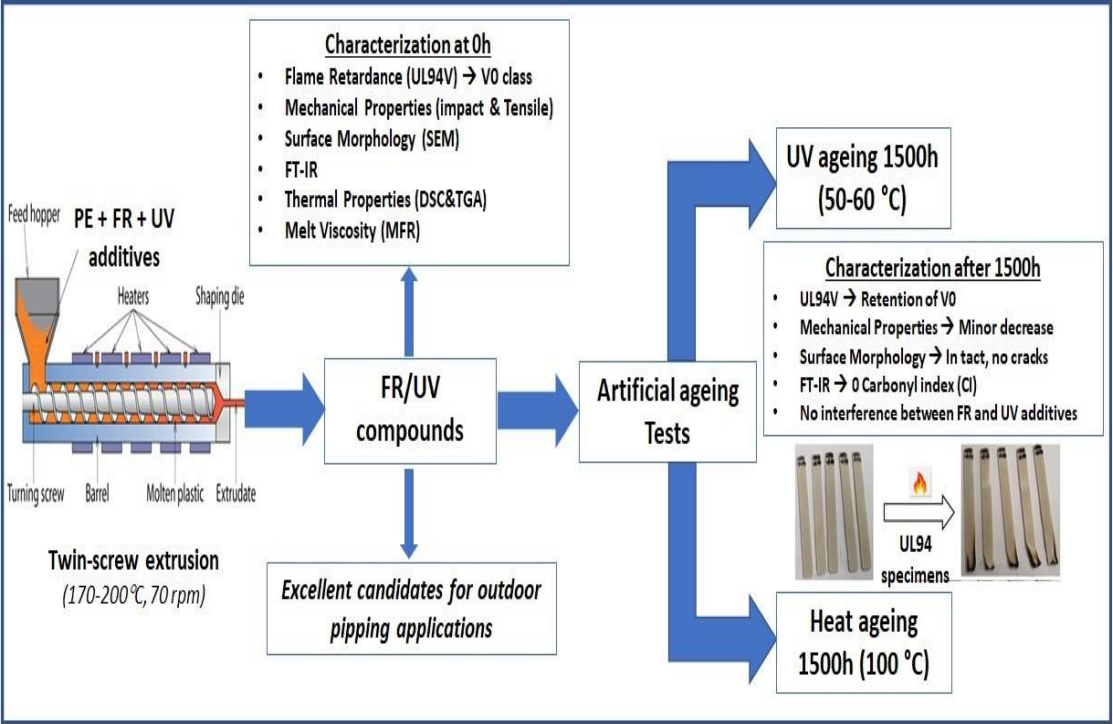 Characterization at 0h
• Flame Retardance (UL94V) → V0 class
• Mechanical Properties (impact & Tensile)
• Surface Morphology (SEM)
• FT-IR
• Thermal Properties (DSC&TGA)
• Melt Viscosity (MFR)
Feed hopper
PE + FR + UV
additives
Heaters
Shaping die
Turning screw
Barrel
Molten plastic
Extrudate
Twin-screw extrusion
(170-200°C, 70 rpm)
FR/UV
compounds
Excellent candidates for outdoor
pipping applications
Artificial ageing
Tests
UV ageing 1500h
(50-60 °C)
Characterization after 1500h
• UL94V → Retention of V0
• Mechanical Properties → Minor decrease
• Surface Morphology → In tact, no cracks
• FT-IR → 0 Carbonyl index (CI)
• No interference between FR and UV additives
UL94
specimens
Heat ageing
1500h (100 °C)